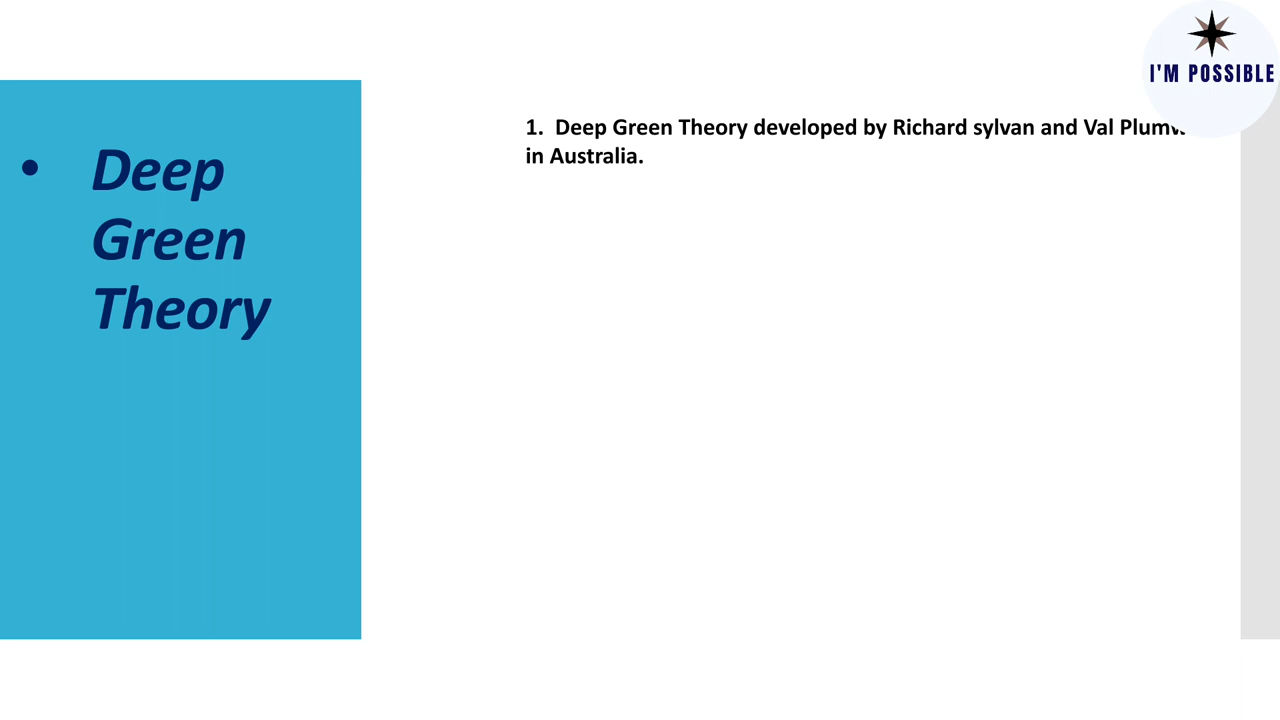 I'M POSSIBLE
• Deep
Green
Theory
1. Deep Green Theory developed by Richard sylvan and Val
in Australia.